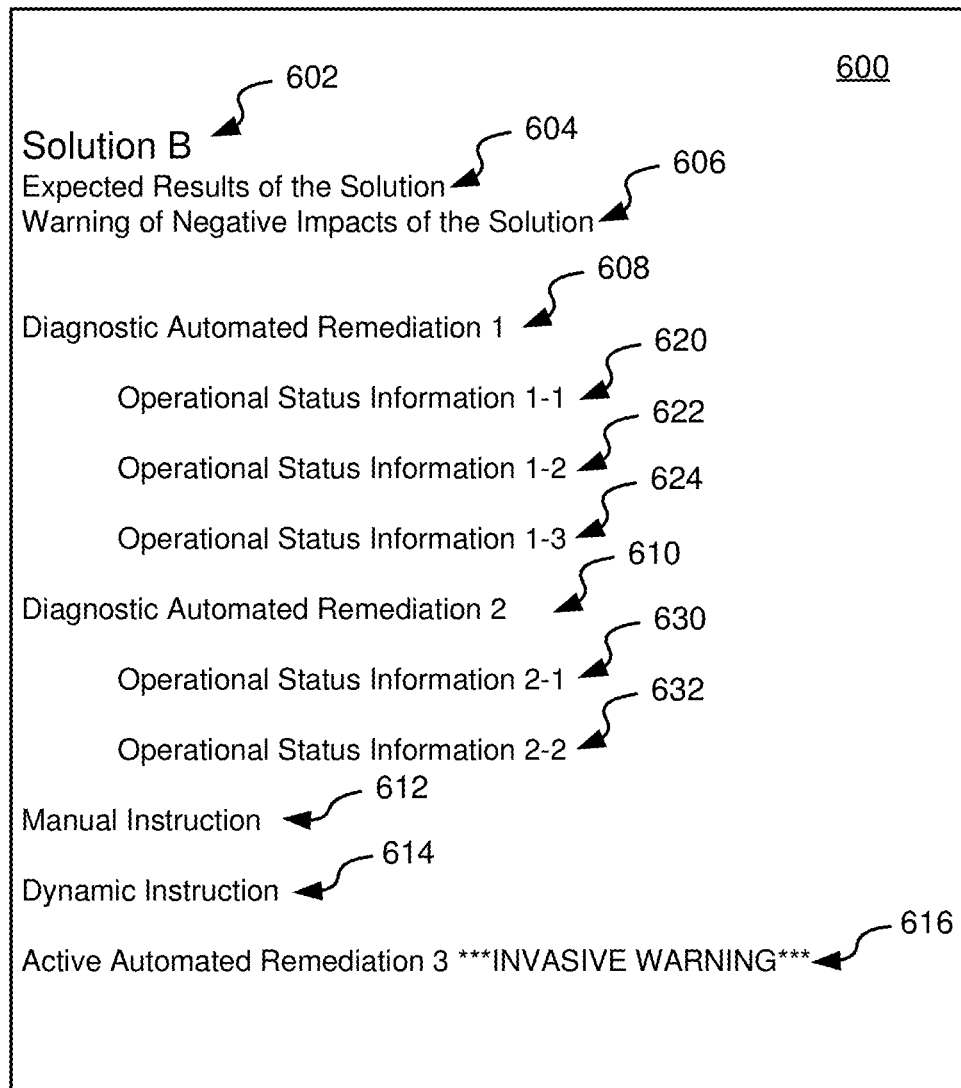 600
602
Solution B
604
Expected Results of the Solution
606
Warning of Negative Impacts of the Solution
608
Diagnostic Automated Remediation 1
620
Operational Status Information 1-1
622
Operational Status Information 1-2
624
Operational Status Information 1-3
610
Diagnostic Automated Remediation 2
630
Operational Status Information 2-1
632
Operational Status Information 2-2
612
Manual Instruction
614
Dynamic Instruction
616
Active Automated Remediation 3 ***INVASIVE WARNING***